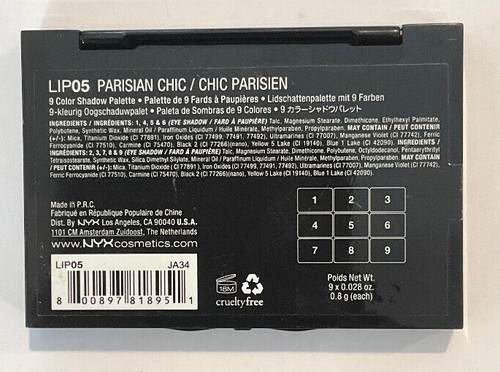 LIP05 PARISIAN CHIC / CHIC PARISIEN
9 Color Shadow Palette • Palette de 9 Fards à Paupières • Lidschattenpalette mit 9 Farben
9-kleurig Oogschaduwpalet • Paleta de Sombras de 9 Colores • 9 カラーシャドウパレット
INGREDIENTS / INGRÉDIENTS: 1, 4, 5 & 6 (EYE SHADOW / FARD À PAUPIÈRE) Talc, Magnesium Stearate, Dimethicone, Ethylhexyl Palmitate,
Polybutene, Synthetic Wax, Mineral Oil / Paraffinum Liquidum / Huile Minérale, Methylparaben, Propylparaben. MAY CONTAIN / PEUT CONTENIR
(+/-): Mica, Titanium Dioxide (CI 77891), Iron Oxides (CI 77499, 77491, 77492), Ultramarines (CI 77007), Manganese Violet (CI 77742), Ferric
Ferrocyanide (CI 77510), Carmine (CI 75470), Black 2 (CI 77266)(nano), Yellow 5 Lake (CI 19140), Blue 1 Lake (CI 42090). INGREDIENTS /
INGRÉDIENTS: 2, 3, 7, 8 & 9 (EYE SHADOW / FARD À PAUPIÈRE) Talc, Magnesium Stearate, Dimethicone, Polybutene, Octyldodecanol, Pentaerythrityl
Tetraisostearate, Synthetic Wax, Silica Dimethyl Silylate, Mineral Oil / Paraffinum Liquidum / Huile Minérale, Methylparaben, Propylparaben. MAY CONTAIN
/ PEUT CONTENIR (+/-): Mica, Titanium Dioxide (CI 77891), Iron Oxides (CI 77499, 77491, 77492), Ultramarines (CI 77007), Manganese Violet (CI 77742), Ferric
Ferrocyanide (CI 77510), Carmine (CI 75470), Black 2 (CI 77266)(nano), Yellow 5 Lake (CI 19140), Blue 1 Lake (CI 42090).
Made in P.R.C.
Fabriqué en République Populaire de Chine
Dist. By NYX Los Angeles, CA 90040 U.S.A.
1101 CM Amsterdam Zuidoost, The Netherlands
www.NYXcosmetics.com
LIP05 JA34
8 00897 81895 1
18M
crueltyfree
1 2 3
4 5 6
7 8 9
Poids Net Wt.
9 x 0.028 oz.
0.8 g (each)